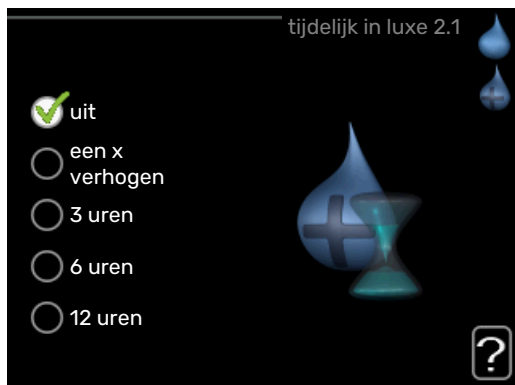 tijdelijk in luxe 2.1
uit
een x
verhogen
3 uren
6 uren
12 uren
?